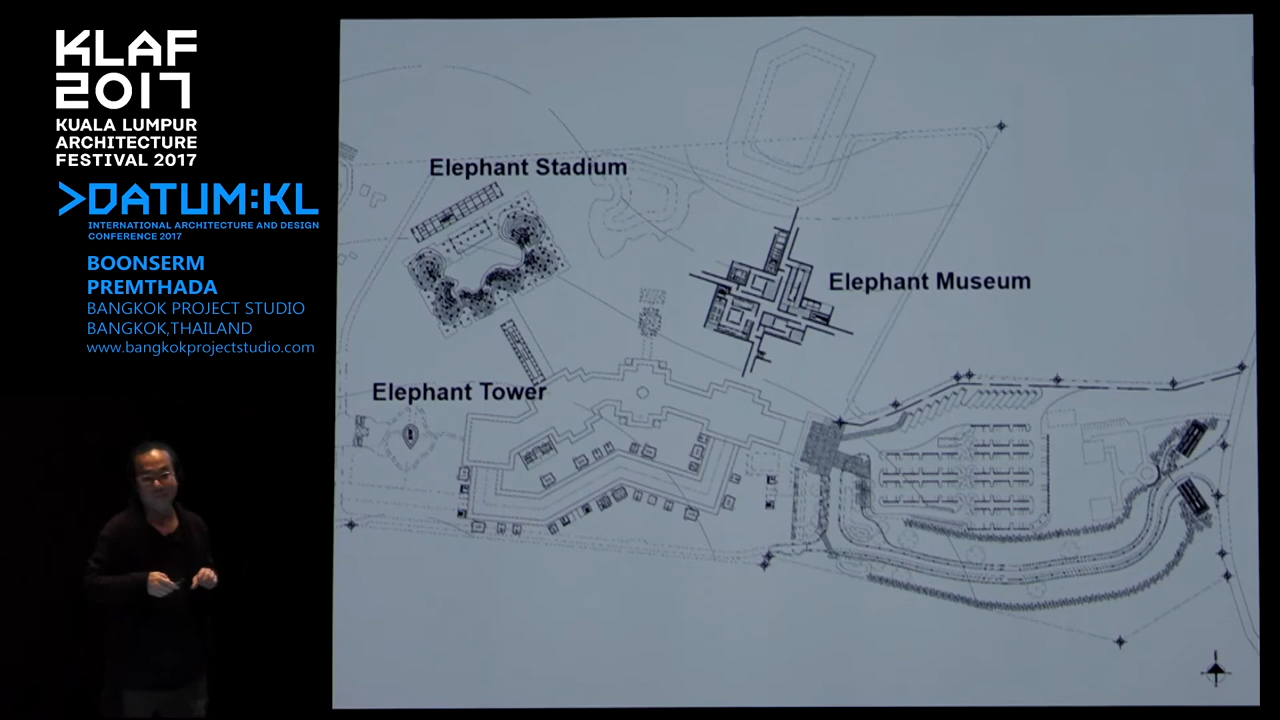 KLAF
2017
KUALA LUMPUR
ARCHITECTURE
FESTIVAL 2017
>DATUM:KL
INTERNATIONAL ARCHITECTURE AND DESIGN
CONFERENCE 2017
BOONSERM
PREMTHADA
BANGKOK PROJECT STUDIO
BANGKOK,THAILAND
www.bangkokprojectstudio.com
Elephant Stadium
Elephant Museum
Elephant Tower